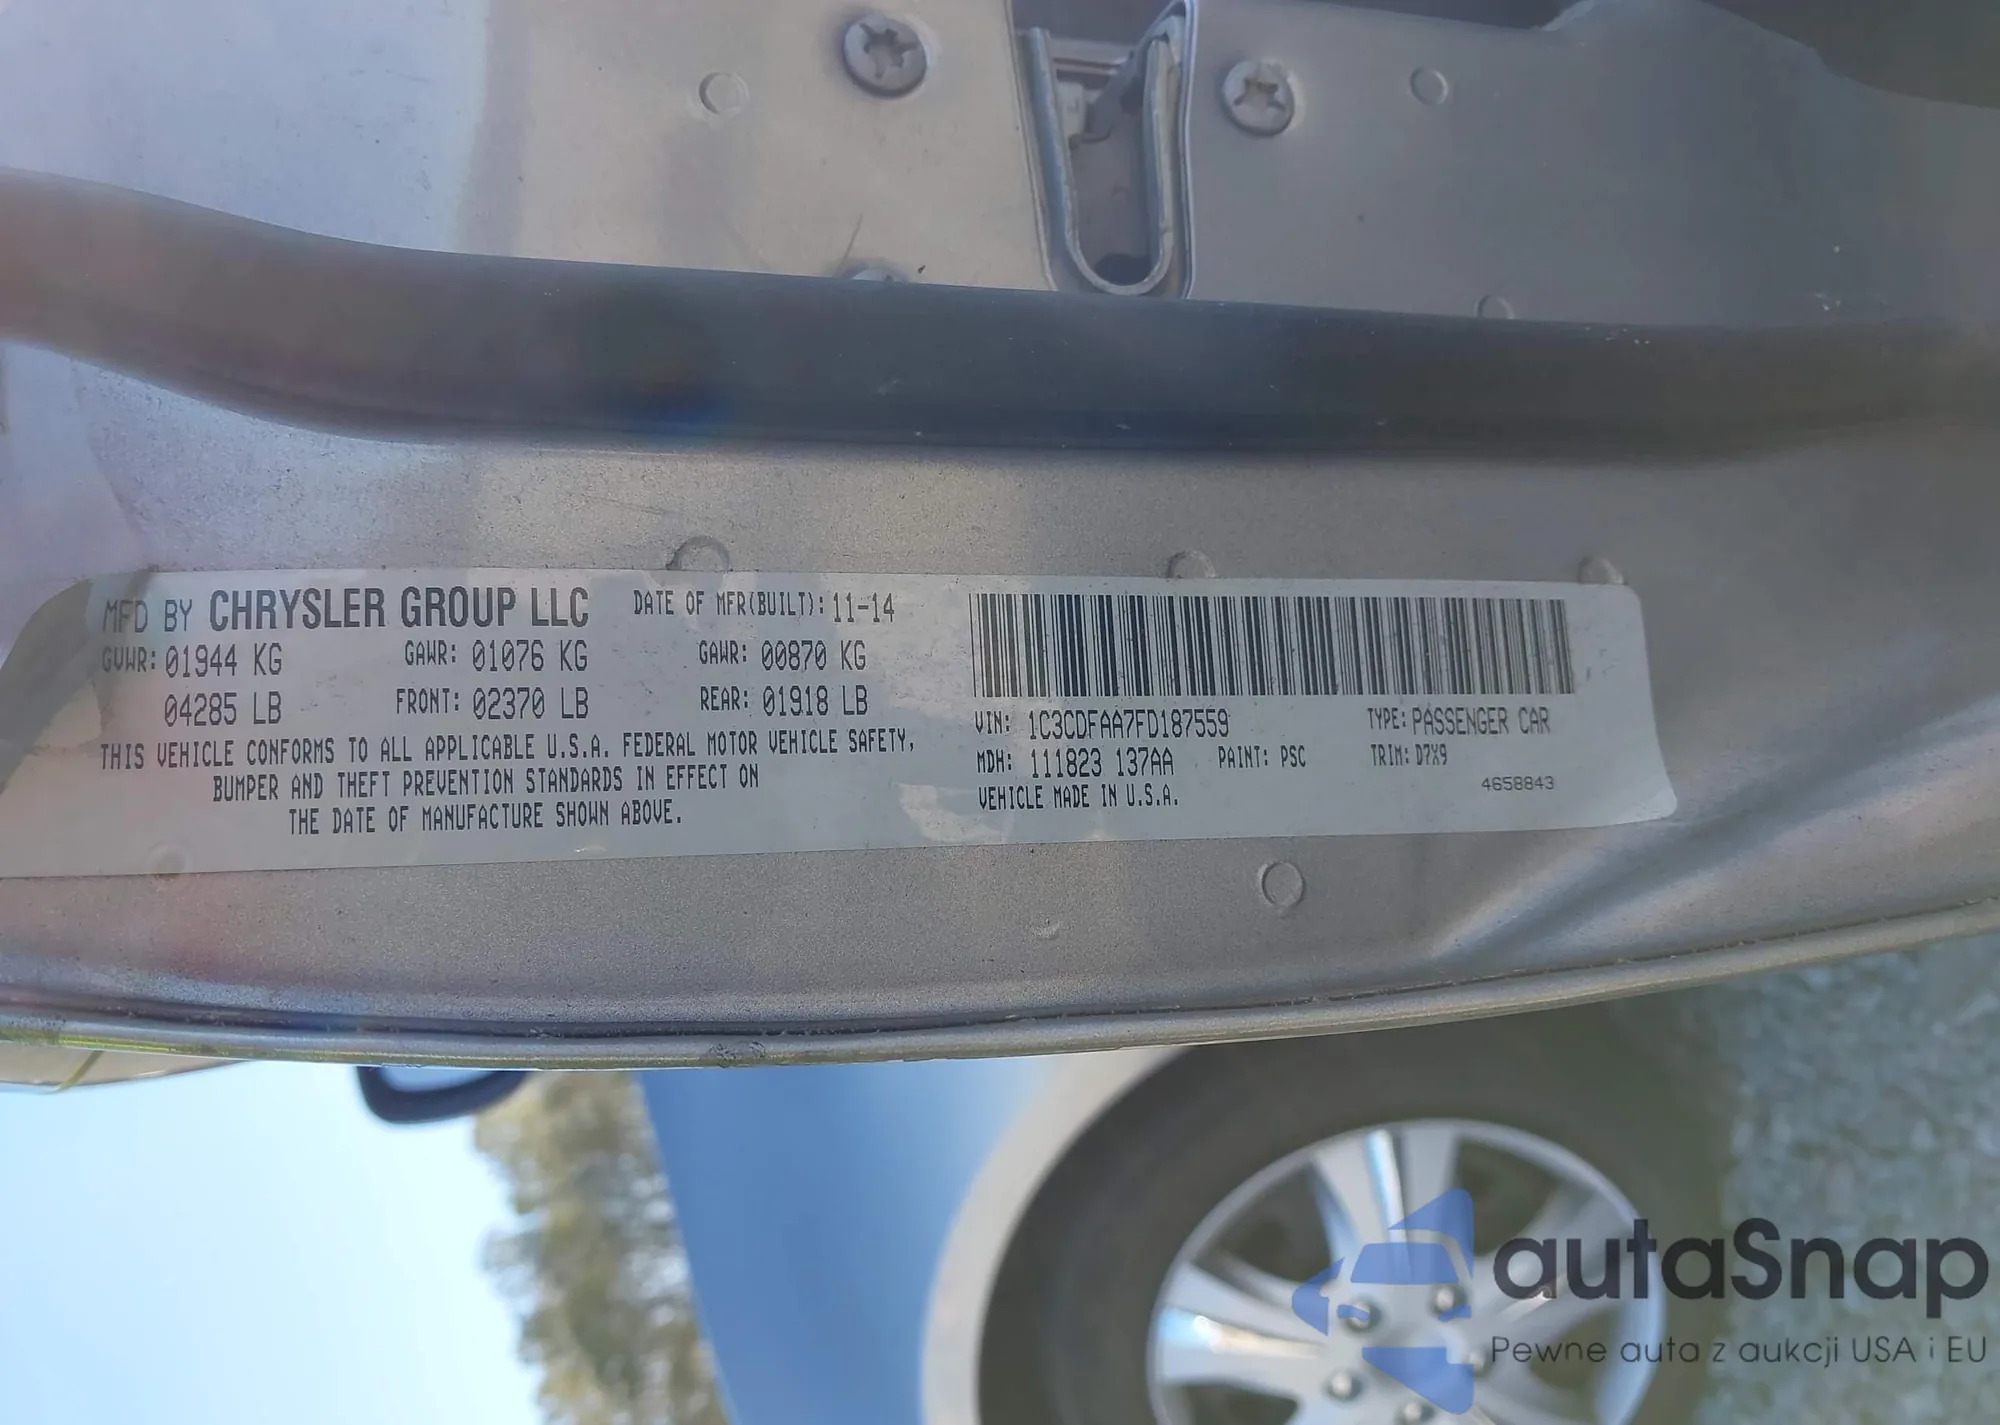 MFD BY CHRYSLER GROUP LLC DATE OF MFR(BUILT): 11-14
GVWR: 01944 KG GAWR: 01076 KG GAWR: 00870 KG
04285 LB FRONT: 02370 LB REAR: 01918 LB
THIS VEHICLE CONFORMS TO ALL APPLICABLE U.S.A. FEDERAL MOTOR VEHICLE SAFETY,
BUMPER AND THEFT PREVENTION STANDARDS IN EFFECT ON
THE DATE OF MANUFACTURE SHOWN ABOVE.
VIN: 1C3CDFAA7FD187559 TYPE: PASSENGER CAR
MDH: 111823 137AA PAINT: PSC TRIM: D7X9
VEHICLE MADE IN U.S.A. 4658843
autaSnap
Pewne auta z aukcji USA i EU